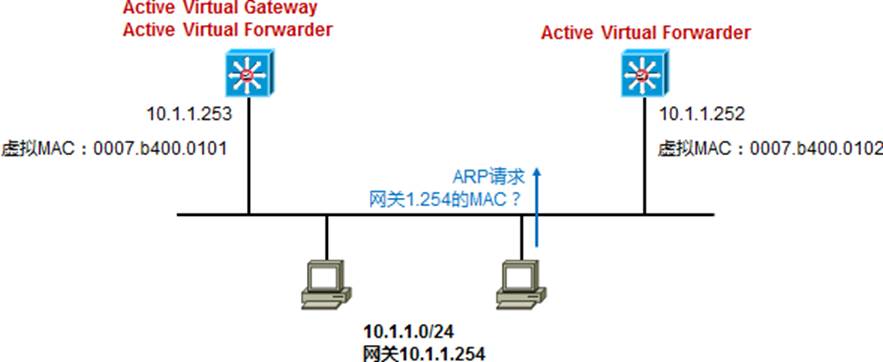 Active Virtual Gateway
Active Virtual Forwarder
Active Virtual Forwarder
10.1.1.253
10.1.1.252
虚拟MAC：0007.b400.0101
虚拟MAC：0007.b400.0102
ARP请求
网关1.254的MAC？
10.1.1.0/24
网关10.1.1.254